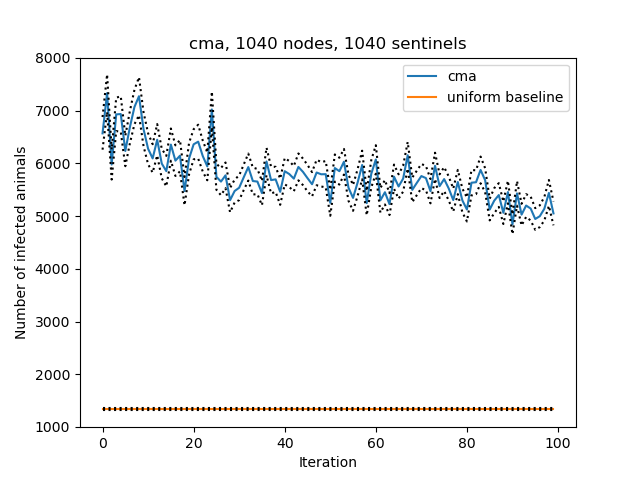 cma, 1040 nodes, 1040 sentinels
8000
7000
6000
5000
4000
3000
2000
1000
Number of infected animals
cma
uniform baseline
0
20
40
60
80
100
Iteration